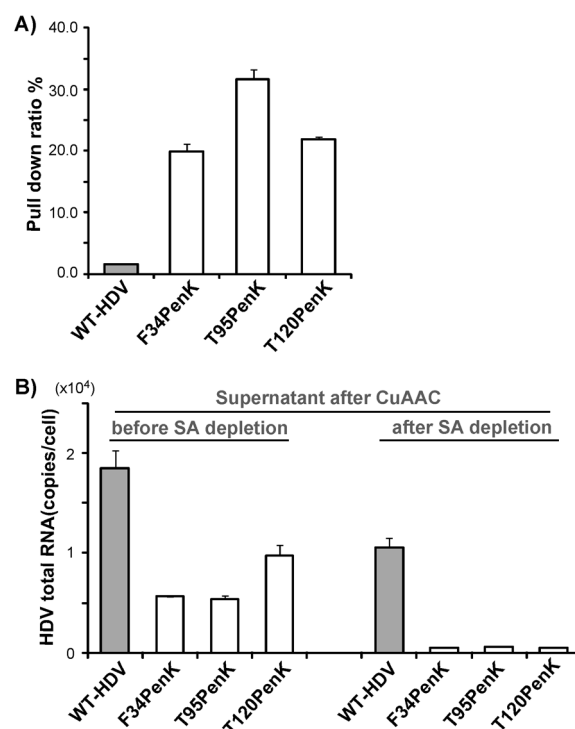 A)
Pull down ratio %
40.0
30.0
20.0
10.0
0.0
WT-HDV
F34PenK
T95PenK
T120PenK
B)
(x10⁴)
Supernatant after CuAAC
before SA depletion
after SA depletion
HDV total RNA(copies/cell)
2
1
0
WT-HDV
F34PenK
T95PenK
T120PenK
WT-HDV
F34PenK
T95PenK
T120PenK